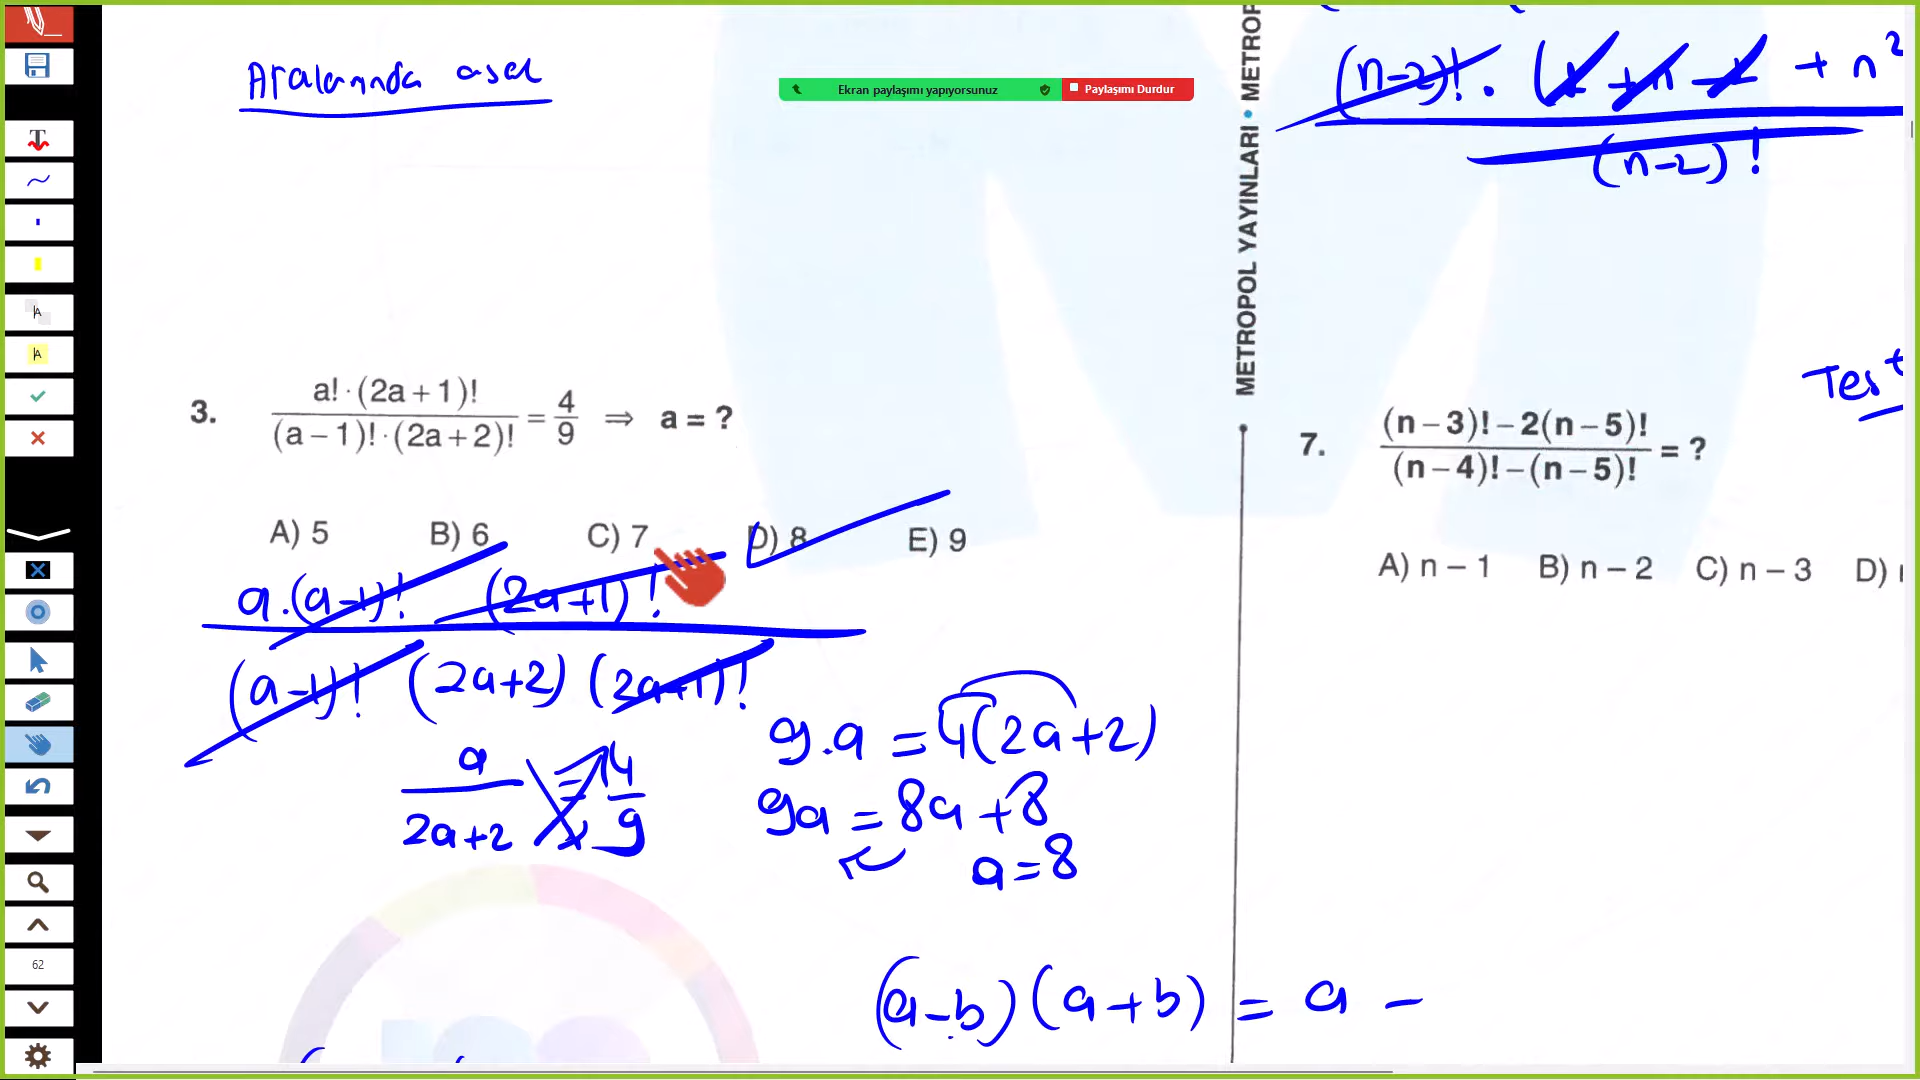 Aralarında asal
Ekran paylaşımı yapıyorsunuz
Paylaşımı Durdur
3. a! · (2a + 1)! / (a – 1)! · (2a + 2)! = 4/9 ⇒ a = ?
A) 5 B) 6 C) 7 D) 8 E) 9
a.(a-1)! (2a+1)!
(a-1)! (2a+2) (2a+1)!
a / 2a+2 = 4/9
9.a = 4(2a+2)
9a = 8a + 8
a = 8
(a-b)(a+b) = a -
METROPOL YAYINLARI • METROP
(n-2)! . ( + n²
(n-2)!
Test
7. (n – 3)! – 2(n – 5)! / (n – 4)! – (n – 5)! = ?
A) n – 1 B) n – 2 C) n – 3 D)
62